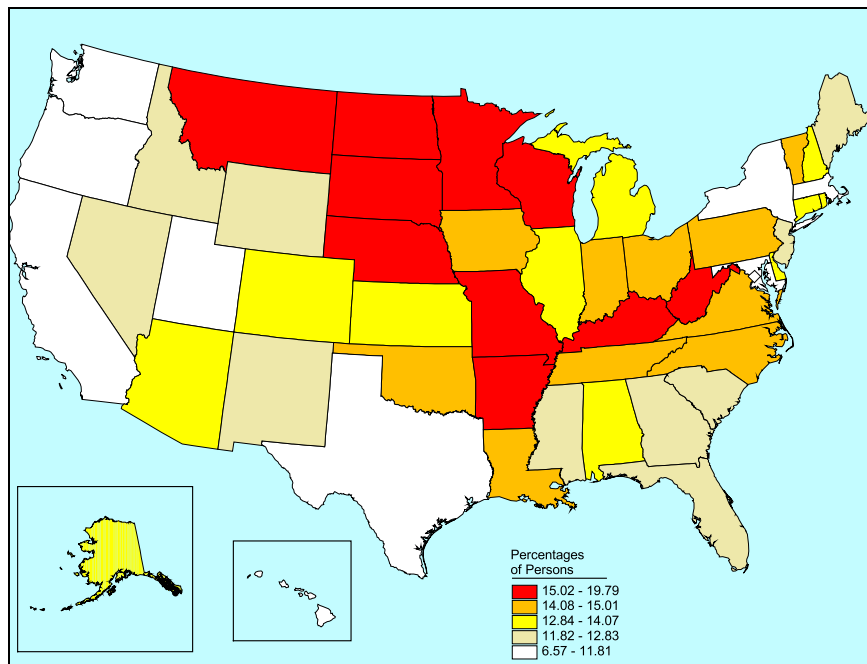 Percentages
of Persons
15.02 - 19.79
14.08 - 15.01
12.84 - 14.07
11.82 - 12.83
6.57 - 11.81